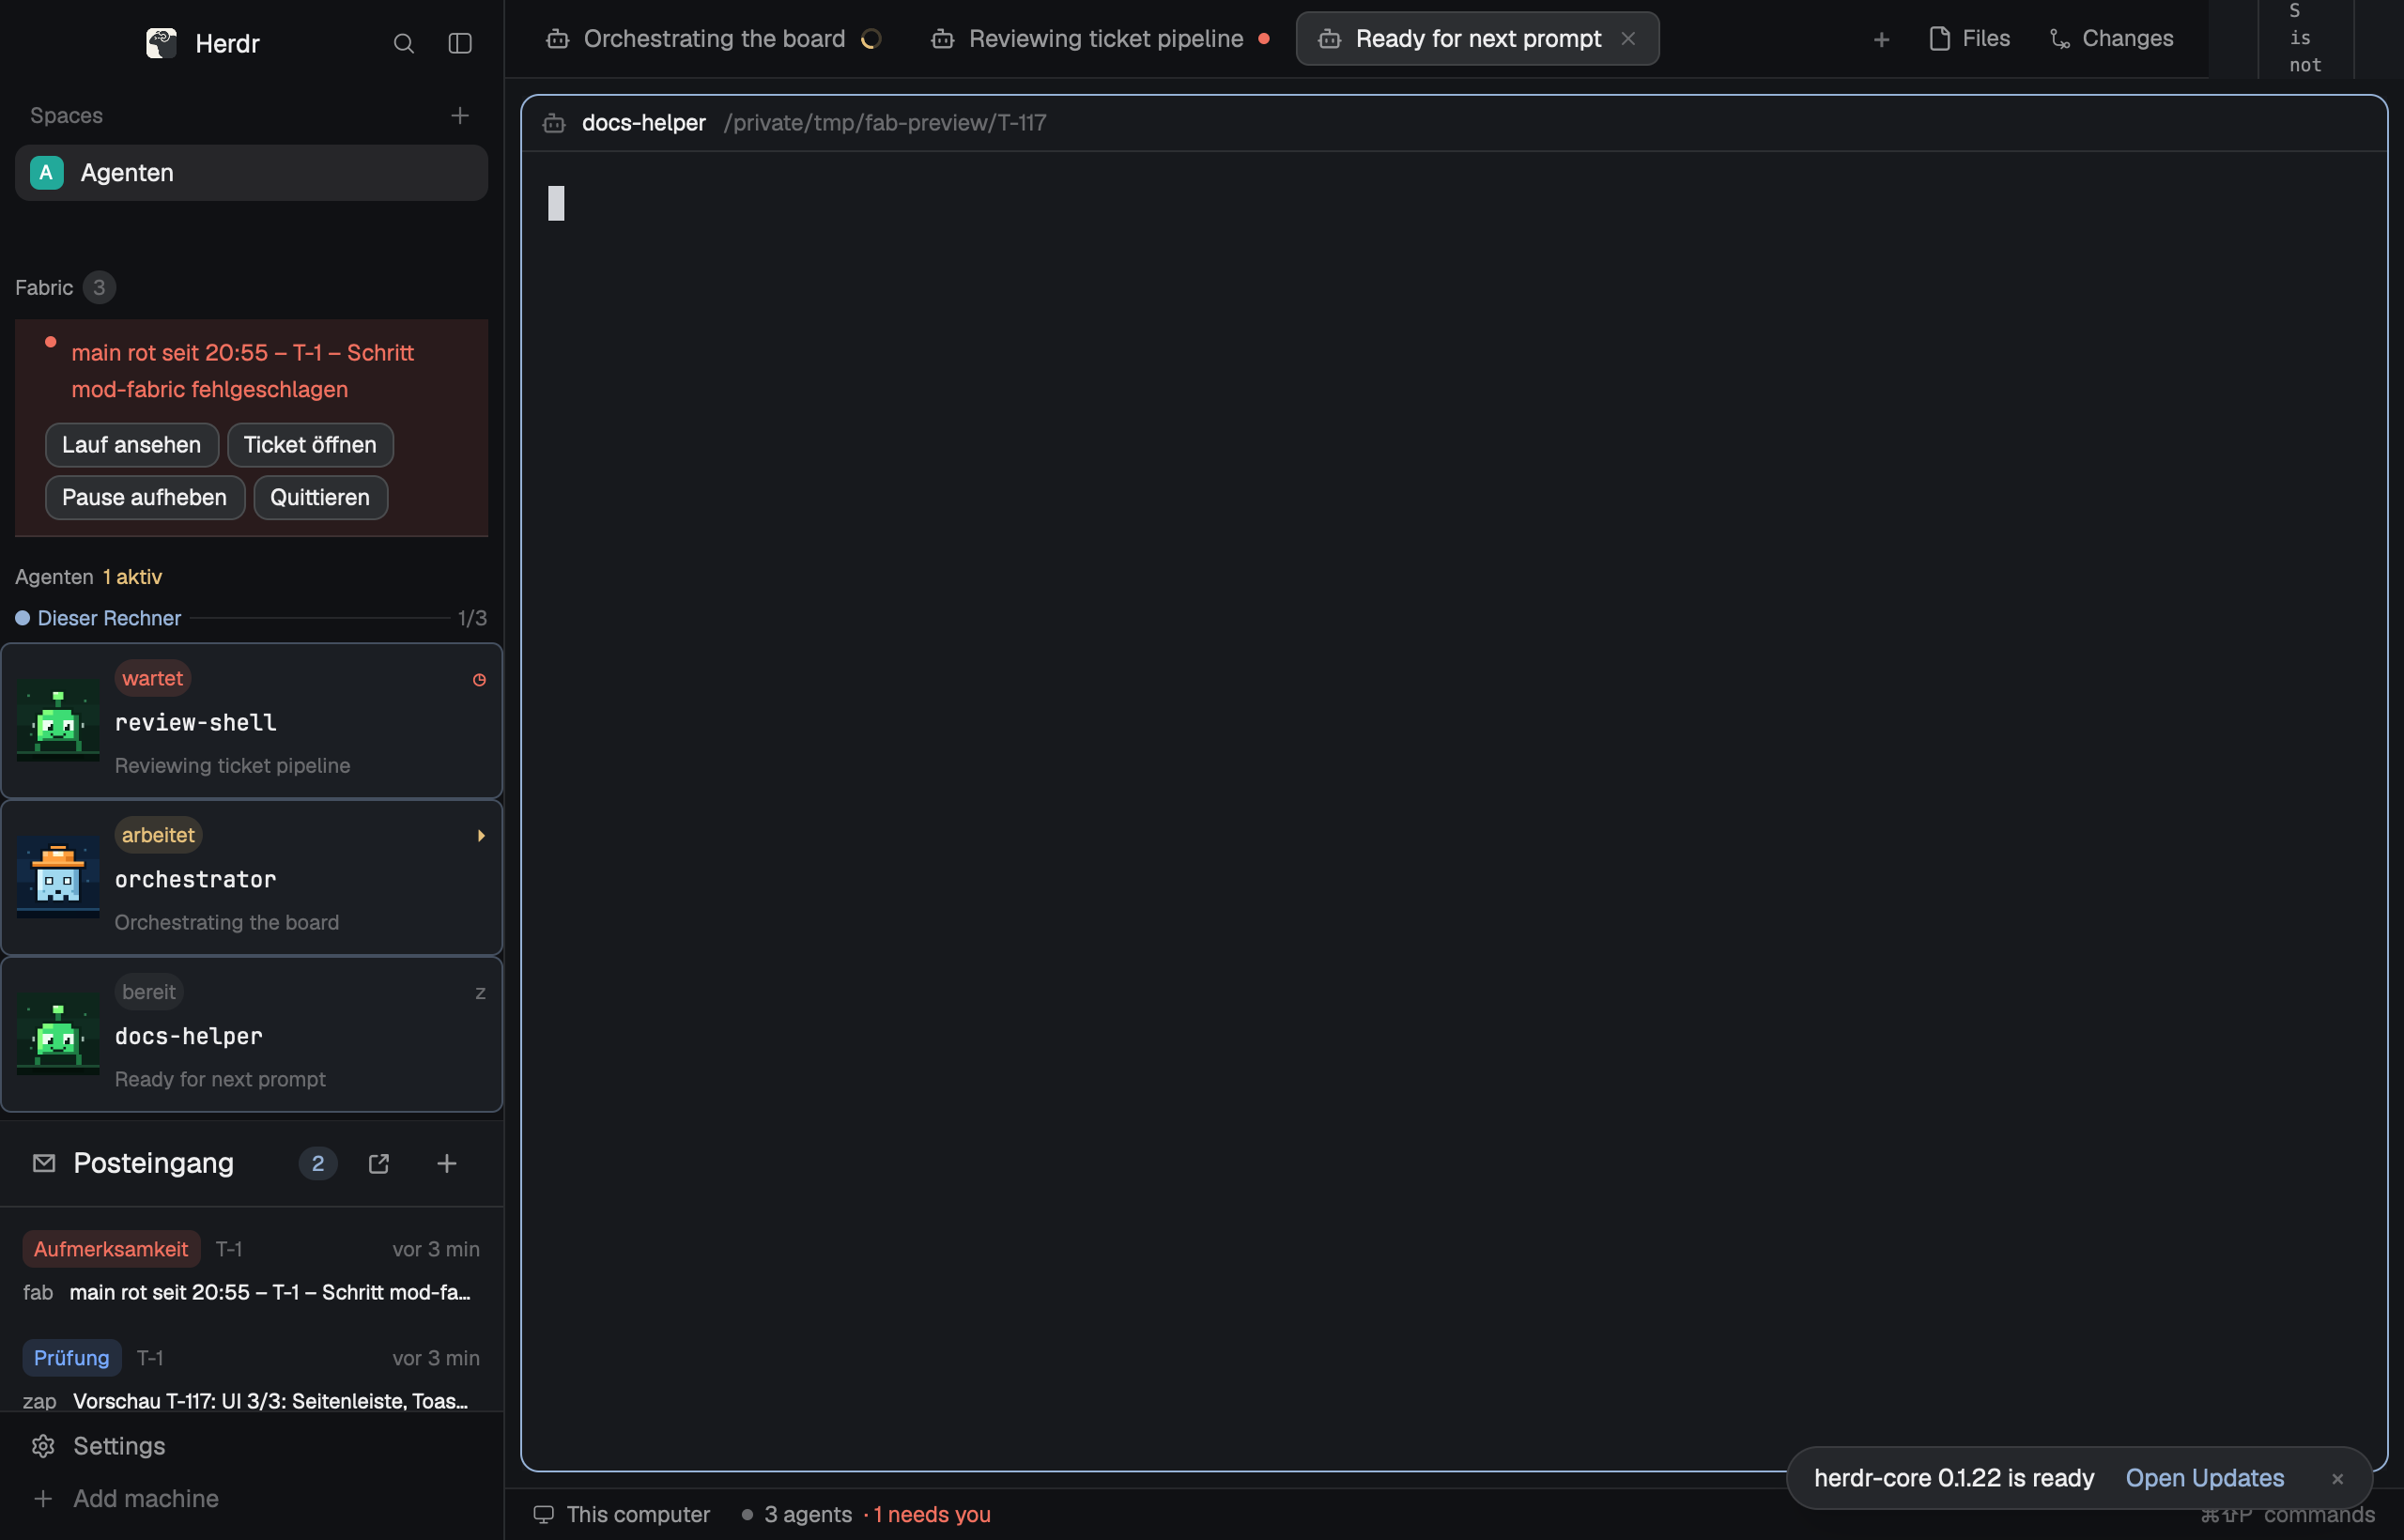 Herdr
Spaces
A Agenten
Fabric 3
main rot seit 20:55 – T-1 – Schritt
mod-fabric fehlgeschlagen
Lauf ansehen Ticket öffnen
Pause aufheben Quittieren
Agenten 1 aktiv
Dieser Rechner 1/3
wartet
review-shell
Reviewing ticket pipeline
arbeitet
orchestrator
Orchestrating the board
bereit z
docs-helper
Ready for next prompt
Posteingang 2
Aufmerksamkeit T-1 vor 3 min
fab main rot seit 20:55 – T-1 – Schritt mod-fa…
Prüfung T-1 vor 3 min
zap Vorschau T-117: UI 3/3: Seitenleiste, Toas…
Settings
Add machine
Orchestrating the board Reviewing ticket pipeline Ready for next prompt Files Changes
S
is
not
docs-helper /private/tmp/fab-preview/T-117
herdr-core 0.1.22 is ready Open Updates
This computer 3 agents · 1 needs you ⌘⇧P commands